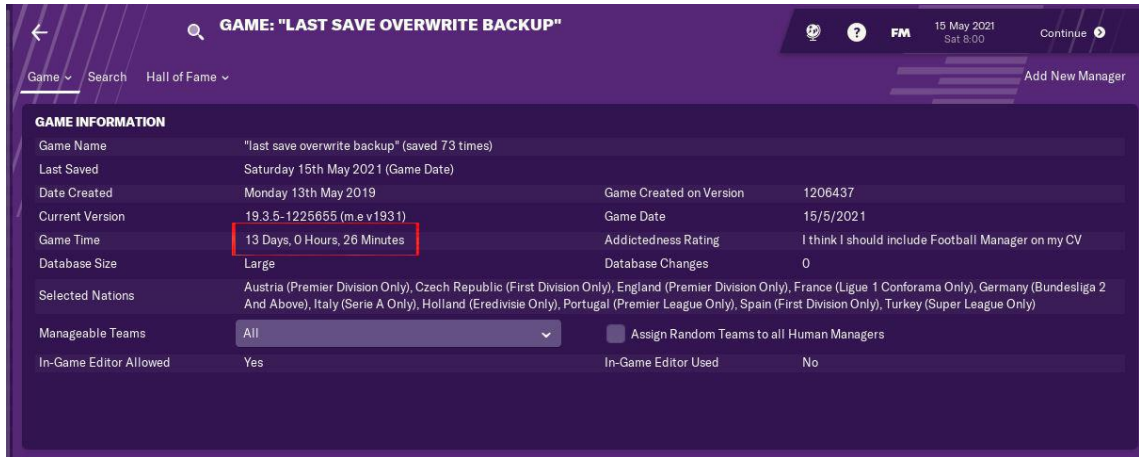 GAME: "LAST SAVE OVERWRITE BACKUP"
? FM 15 May 2021
Sat 8:00 Continue
Game Search Hall of Fame Add New Manager
GAME INFORMATION
Game Name "last save overwrite backup" (saved 73 times)
Last Saved Saturday 15th May 2021 (Game Date)
Date Created Monday 13th May 2019 Game Created on Version 1206437
Current Version 19.3.5-1225655 (m.e v1931) Game Date 15/5/2021
Game Time 13 Days, 0 Hours, 26 Minutes Addictedness Rating I think I should include Football Manager on my CV
Database Size Large Database Changes 0
Selected Nations Austria (Premier Division Only), Czech Republic (First Division Only), England (Premier Division Only), France (Ligue 1 Conforama Only), Germany (Bundesliga 2
And Above), Italy (Serie A Only), Holland (Eredivisie Only), Portugal (Premier League Only), Spain (First Division Only), Turkey (Super League Only)
Manageable Teams All Assign Random Teams to all Human Managers
In-Game Editor Allowed Yes In-Game Editor Used No